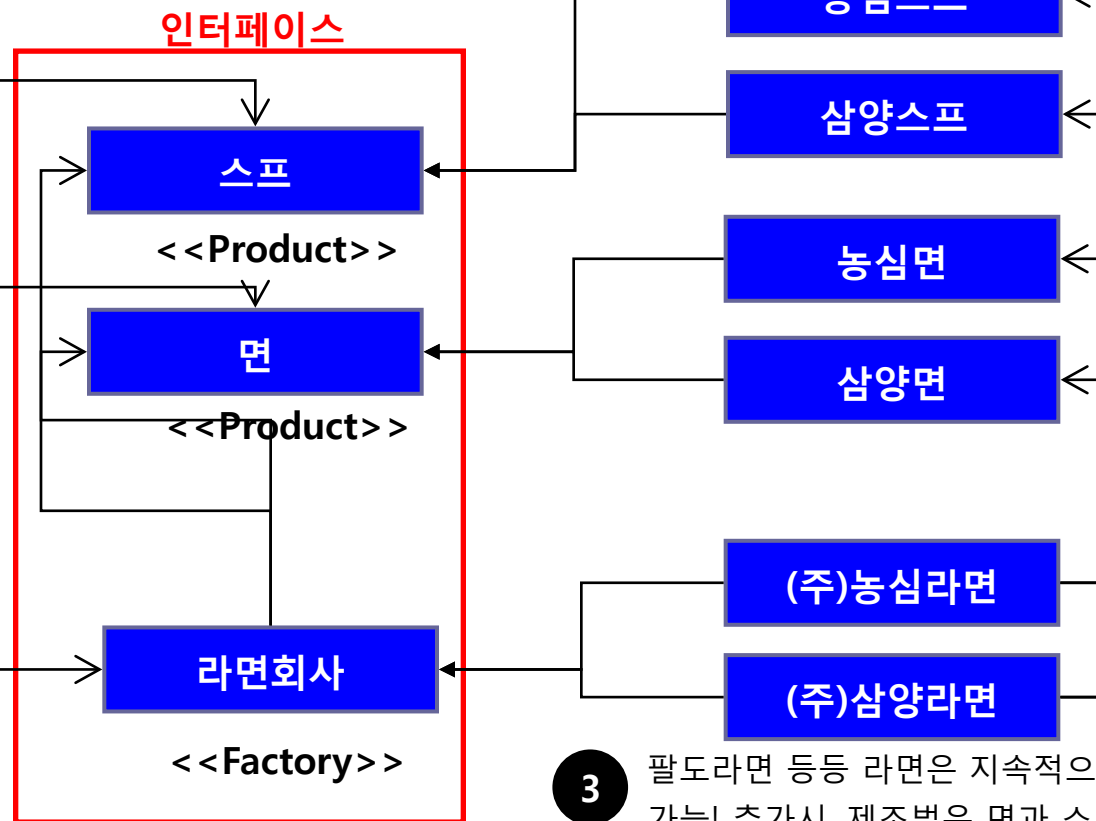 인터페이스
스프
<<Product>>
면
<<Product>>
라면회사
<<Factory>>
삼양스프
농심면
삼양면
(주)농심라면
(주)삼양라면
3
팔도라면 등등 라면은 지속적으